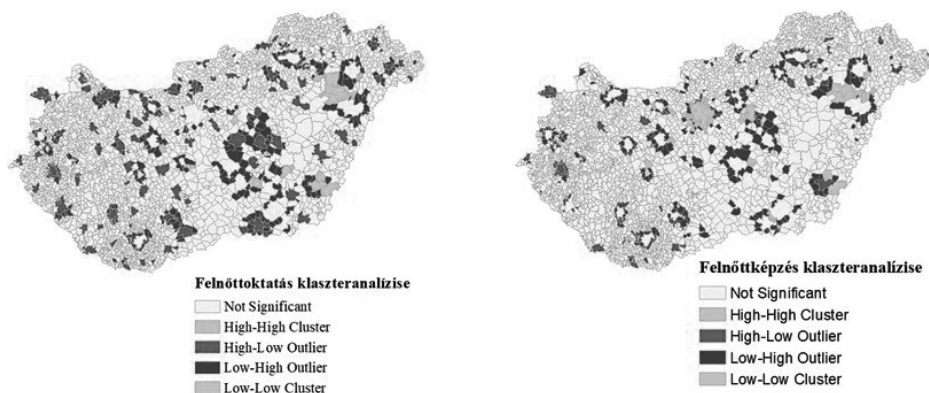 Felnőttoktatás klaszteranalízise
Not Significant
High-High Cluster
High-Low Outlier
Low-High Outlier
Low-Low Cluster
Felnőttképzés klaszteranalízise
Not Significant
High-High Cluster
High-Low Outlier
Low-High Outlier
Low-Low Cluster